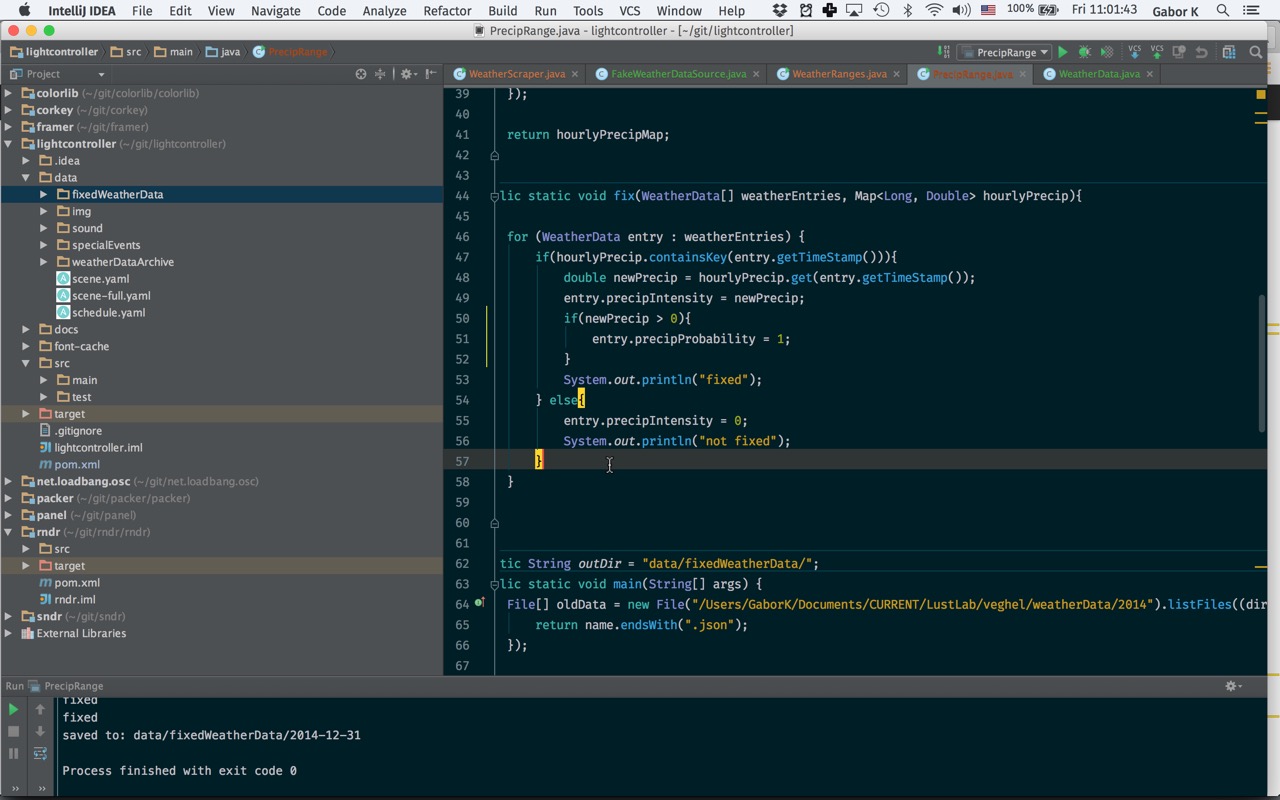 IntelliJ IDEA File Edit View Navigate Code Analyze Refactor Build Run Tools VCS Window Help 100% Fri 11:01:43 Gabor K
PrecipRange.java - lightcontroller - [~/git/lightcontroller]
lightcontroller src main java PrecipRange PrecipRange VCS VCS
Project WeatherScraper.java FakeWeatherDataSource.java WeatherRanges.java PrecipRange.java WeatherData.java
colorlib (~/git/colorlib/colorlib)
corkey (~/git/corkey)
framer (~/git/framer)
lightcontroller (~/git/lightcontroller)
.idea
data
fixedWeatherData
img
sound
specialEvents
weatherDataArchive
scene.yaml
scene-full.yaml
schedule.yaml
docs
font-cache
src
main
test
target
.gitignore
lightcontroller.iml
pom.xml
net.loadbang.osc (~/git/net.loadbang.osc)
packer (~/git/packer/packer)
panel (~/git/panel)
rndr (~/git/rndr/rndr)
src
target
pom.xml
rndr.iml
sndr (~/git/sndr)
External Libraries
39 });
40
41 return hourlyPrecipMap;
42
43
44 lic static void fix(WeatherData[] weatherEntries, Map<Long, Double> hourlyPrecip){
45
46 for (WeatherData entry : weatherEntries) {
47 if(hourlyPrecip.containsKey(entry.getTimeStamp())){
48 double newPrecip = hourlyPrecip.get(entry.getTimeStamp());
49 entry.precipIntensity = newPrecip;
50 if(newPrecip > 0){
51 entry.precipProbability = 1;
52 }
53 System.out.println("fixed");
54 } else{
55 entry.precipIntensity = 0;
56 System.out.println("not fixed");
57 }
58 }
59
60
61
62 tic String outDir = "data/fixedWeatherData/";
63 lic static void main(String[] args) {
64 File[] oldData = new File("/Users/GaborK/Documents/CURRENT/LustLab/veghel/weatherData/2014").listFiles((dir
65 return name.endsWith(".json");
66 });
67
Run PrecipRange
fixed
fixed
saved to: data/fixedWeatherData/2014-12-31
Process finished with exit code 0